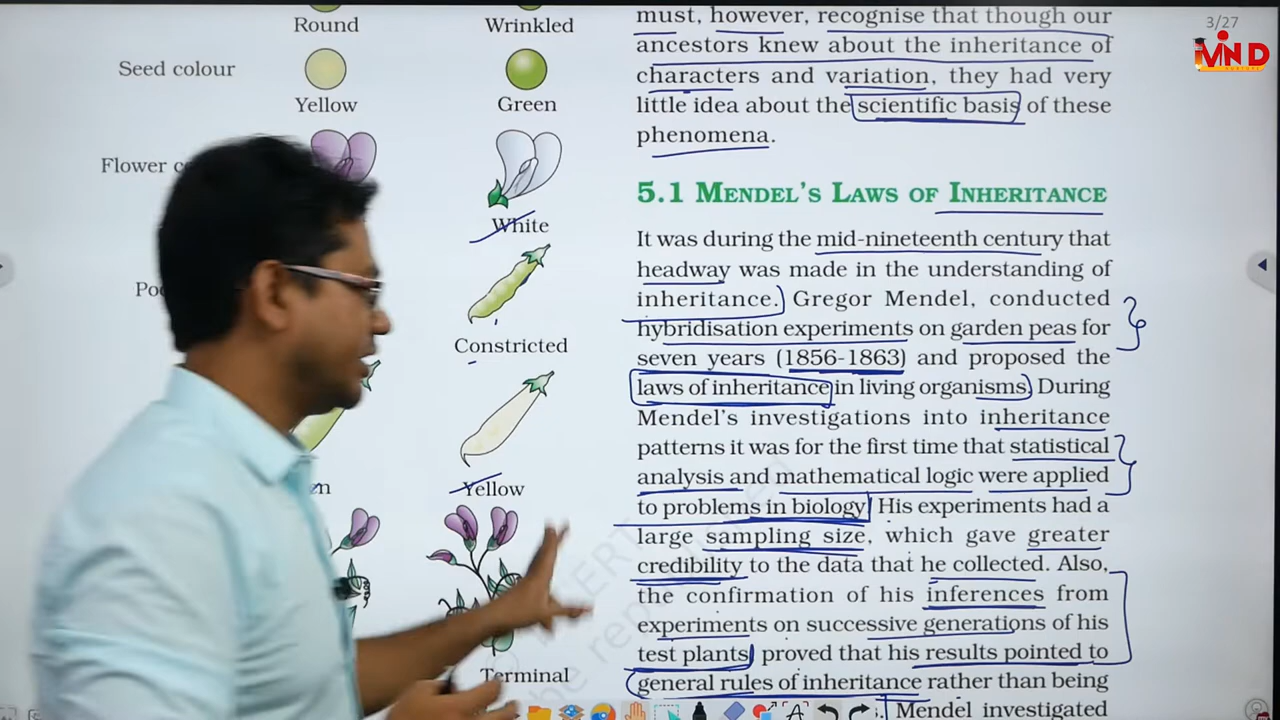 Round
Wrinkled
Seed colour
Yellow
Green
Flower
White
Constricted
Yellow
Terminal
must, however, recognise that though our
ancestors knew about the inheritance of
characters and variation, they had very
little idea about the scientific basis of these
phenomena.
5.1 MENDEL'S LAWS OF INHERITANCE
It was during the mid-nineteenth century that
headway was made in the understanding of
inheritance. Gregor Mendel, conducted
hybridisation experiments on garden peas for
seven years (1856-1863) and proposed the
laws of inheritance in living organisms. During
Mendel's investigations into inheritance
patterns it was for the first time that statistical
analysis and mathematical logic were applied
to problems in biology. His experiments had a
large sampling size, which gave greater
credibility to the data that he collected. Also,
the confirmation of his inferences from
experiments on successive generations of his
test plants, proved that his results pointed to
general rules of inheritance rather than being
Mendel investigated
3/27
MIND